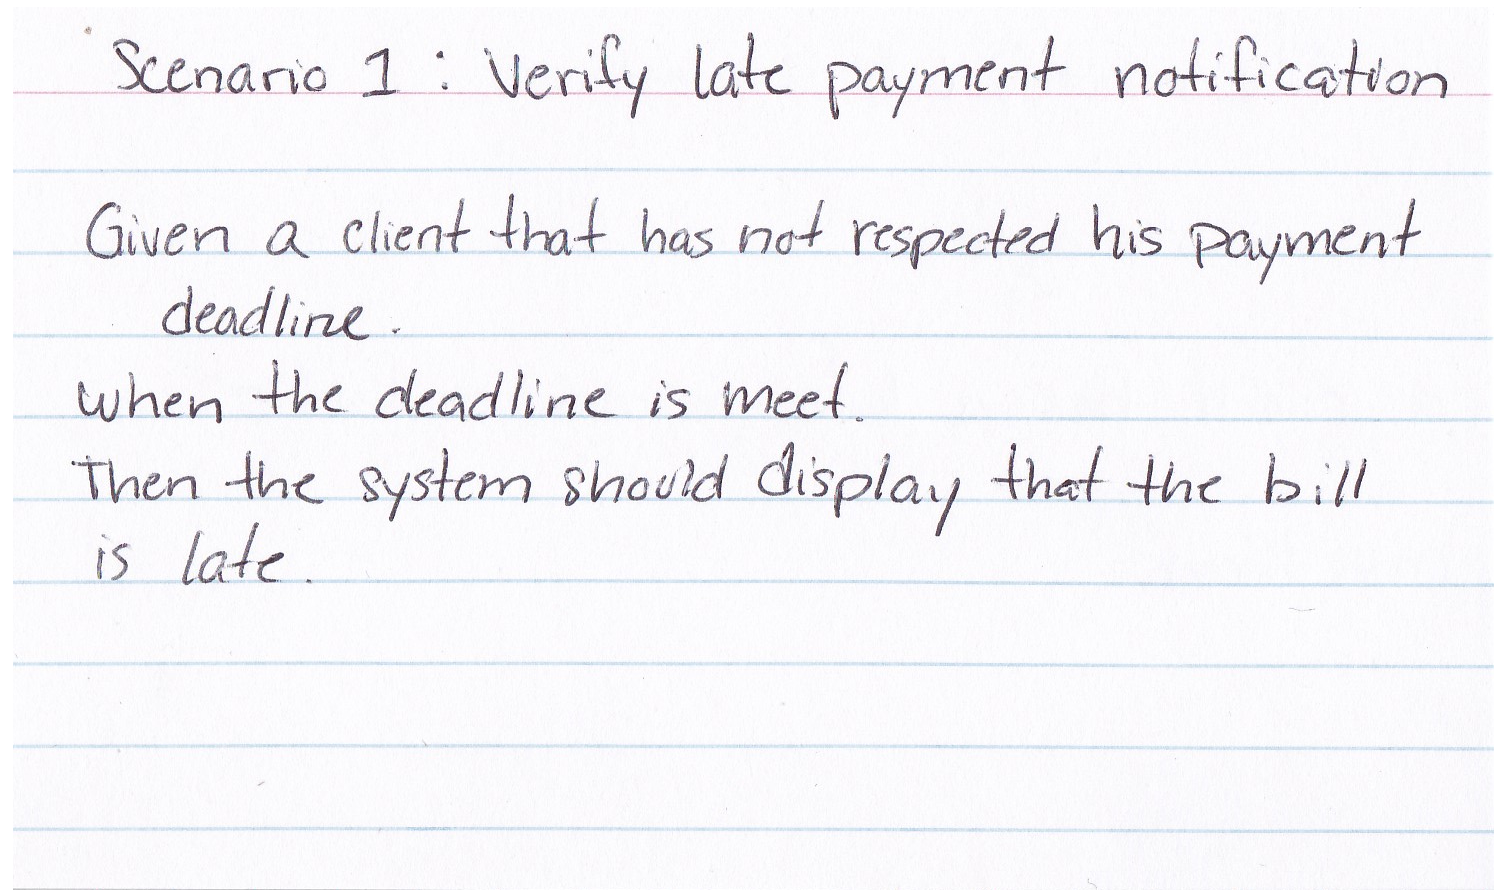 Scenario 1 : Verify late payment notification
Given a client that has not respected his payment
deadline.
When the deadline is meet.
Then the system should display that the bill
is late.